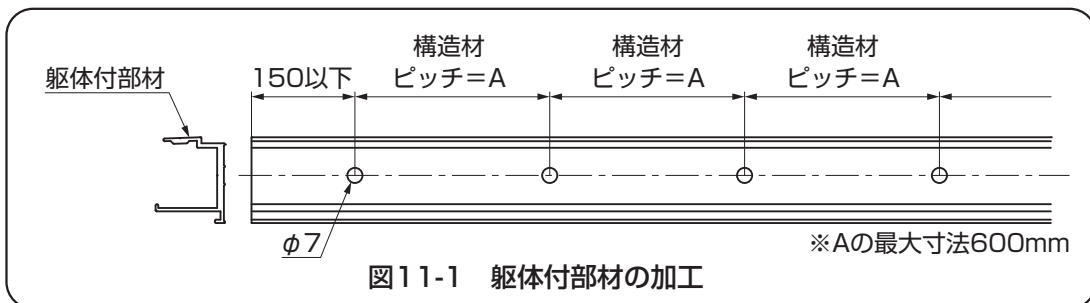 躯体付部材
150以下
構造材
ピッチ=A
構造材
ピッチ=A
構造材
ピッチ=A
φ7
※Aの最大寸法600mm
図11-1 躯体付部材の加工